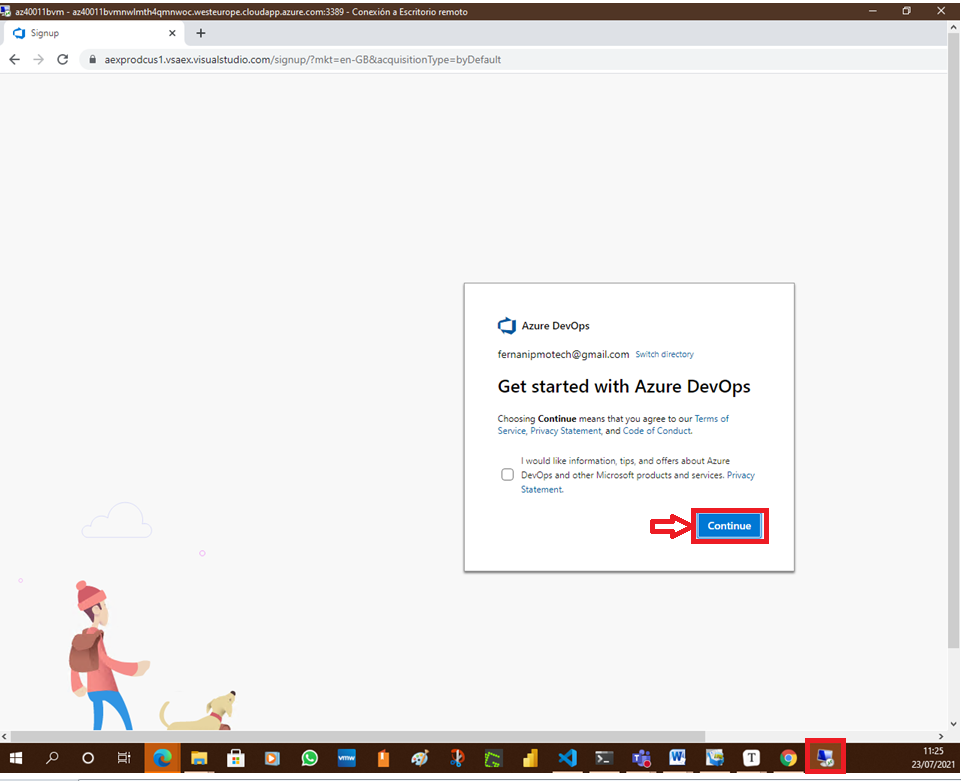 az40011bvm - az40011bvmnwlmth4qmnwoc.westeurope.cloudapp.azure.com:3389 - Conexión a Escritorio remoto
Signup
aexprodcus1.vsaex.visualstudio.com/signup/?mkt=en-GB&acquisitionType=byDefault
Azure DevOps
fernanipmotech@gmail.com Switch directory
Get started with Azure DevOps
Choosing Continue means that you agree to our Terms of
Service, Privacy Statement, and Code of Conduct.
I would like information, tips, and offers about Azure
DevOps and other Microsoft products and services. Privacy
Statement.
Continue
vmw
T
11:25
23/07/2021